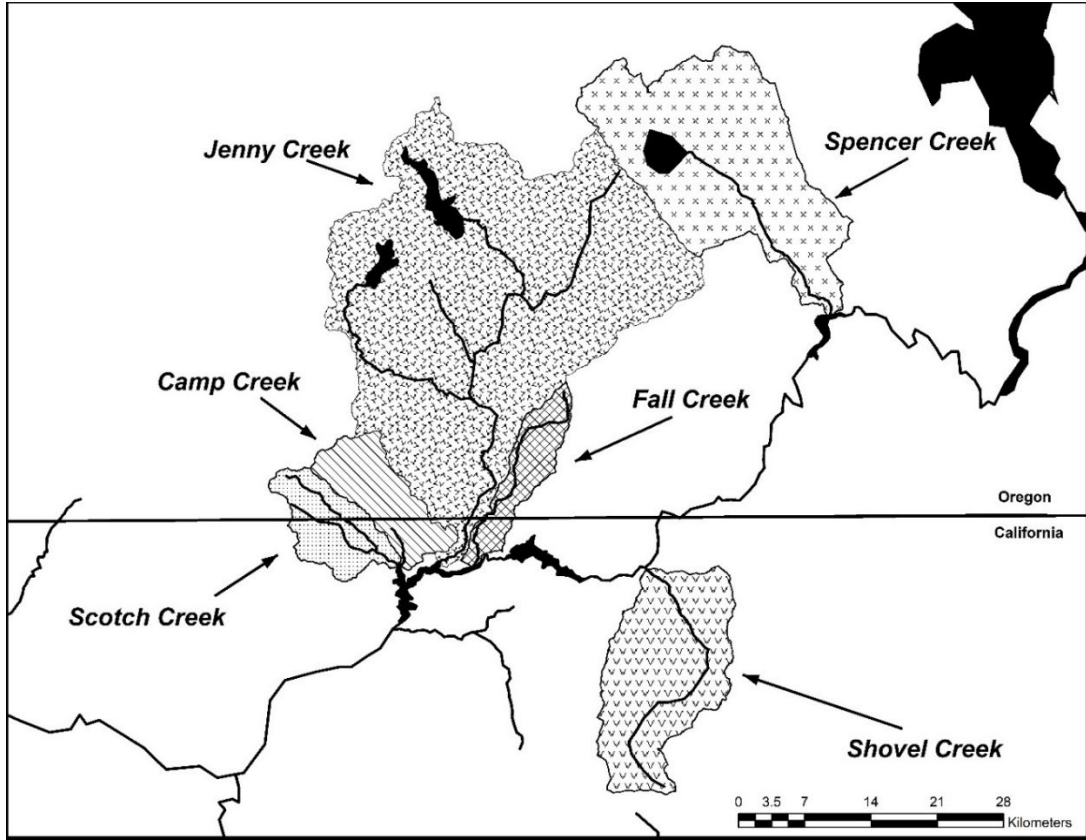 Jenny Creek
Spencer Creek
Camp Creek
Fall Creek
Oregon
California
Scotch Creek
Shovel Creek
0 3.5 7 14 21 28
Kilometers